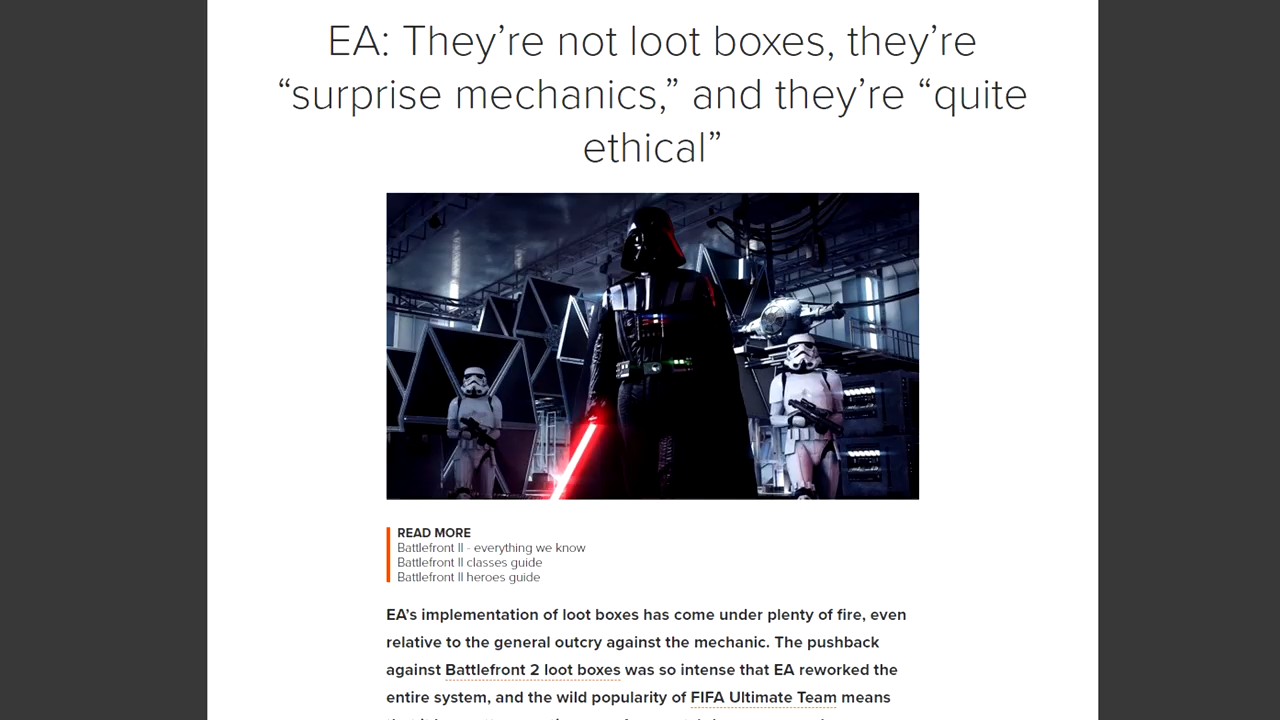 EA: They’re not loot boxes, they’re
“surprise mechanics,” and they’re “quite
ethical”
READ MORE
Battlefront II - everything we know
Battlefront II classes guide
Battlefront II heroes guide
EA’s implementation of loot boxes has come under plenty of fire, even
relative to the general outcry against the mechanic. The pushback
against Battlefront 2 loot boxes was so intense that EA reworked the
entire system, and the wild popularity of FIFA Ultimate Team means